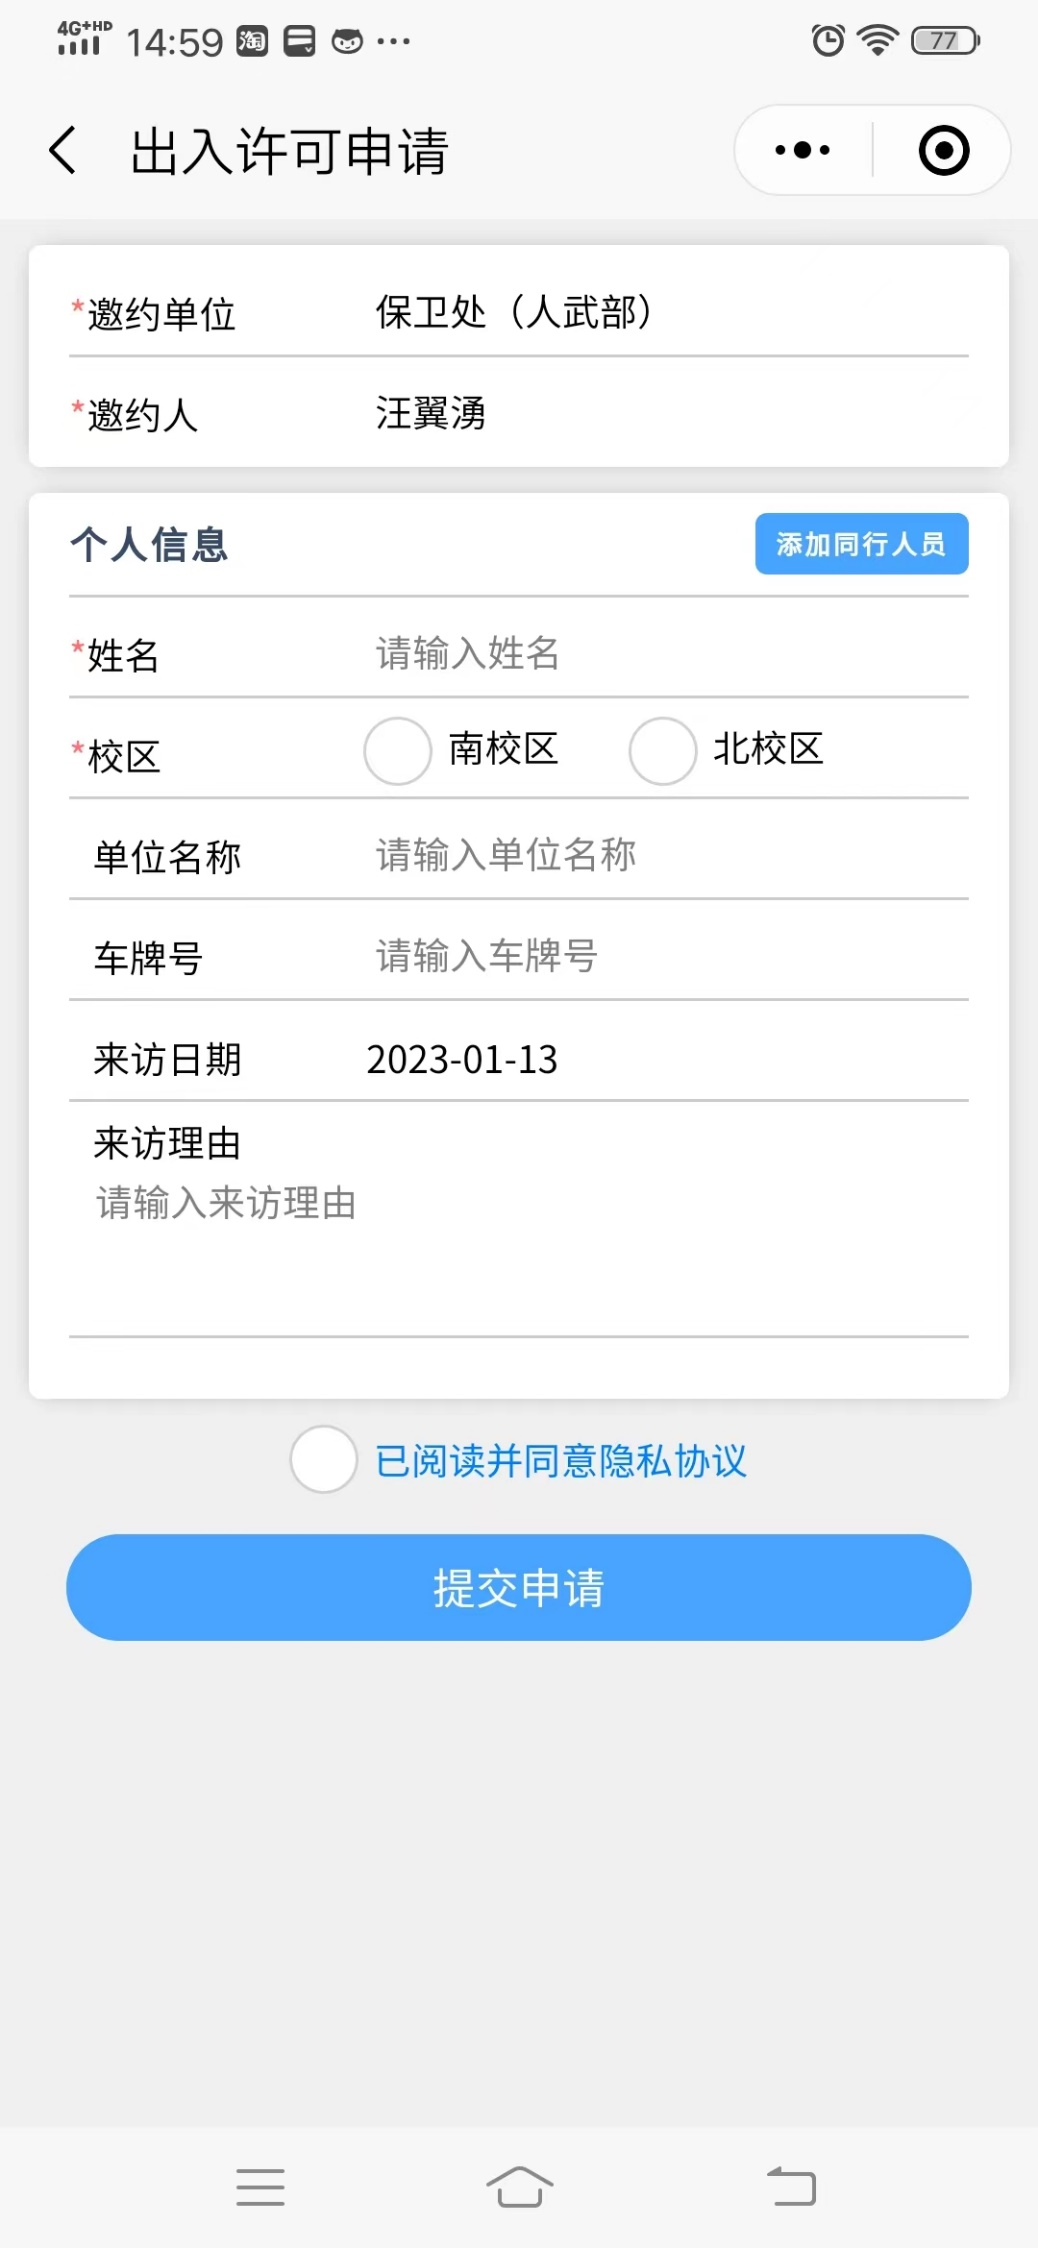 4G+HD 14:59 淘 ··· 77
出入许可申请
*邀约单位 保卫处（人武部）
*邀约人 汪翼湧
个人信息 添加同行人员
*姓名 请输入姓名
*校区 南校区 北校区
单位名称 请输入单位名称
车牌号 请输入车牌号
来访日期 2023-01-13
来访理由
请输入来访理由
已阅读并同意隐私协议
提交申请